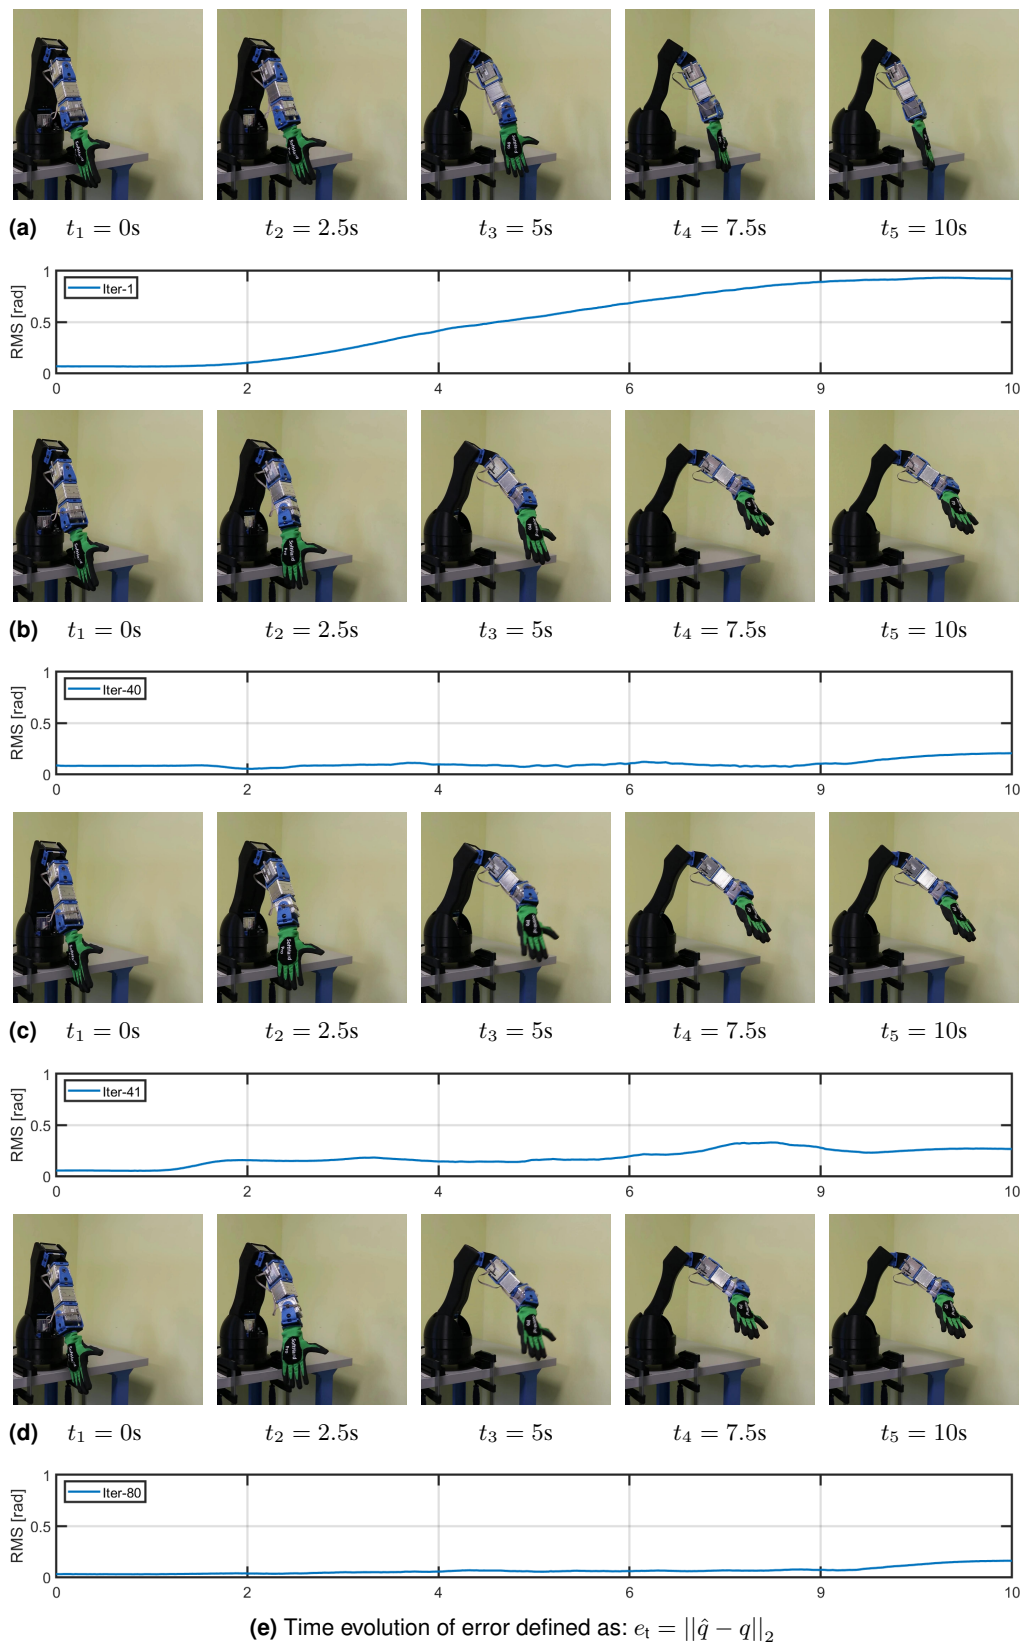 (a) t₁ = 0s t₂ = 2.5s t₃ = 5s t₄ = 7.5s t₅ = 10s
1
Iter-1
RMS [rad]
0.5
0
0 2 4 6 9 10
(b) t₁ = 0s t₂ = 2.5s t₃ = 5s t₄ = 7.5s t₅ = 10s
1
Iter-40
RMS [rad]
0.5
0
0 2 4 6 9 10
(c) t₁ = 0s t₂ = 2.5s t₃ = 5s t₄ = 7.5s t₅ = 10s
1
Iter-41
RMS [rad]
0.5
0
0 2 4 6 9 10
(d) t₁ = 0s t₂ = 2.5s t₃ = 5s t₄ = 7.5s t₅ = 10s
1
Iter-80
RMS [rad]
0.5
0
0 2 4 6 9 10
(e) Time evolution of error defined as: eₜ = ||q̂ − q||₂